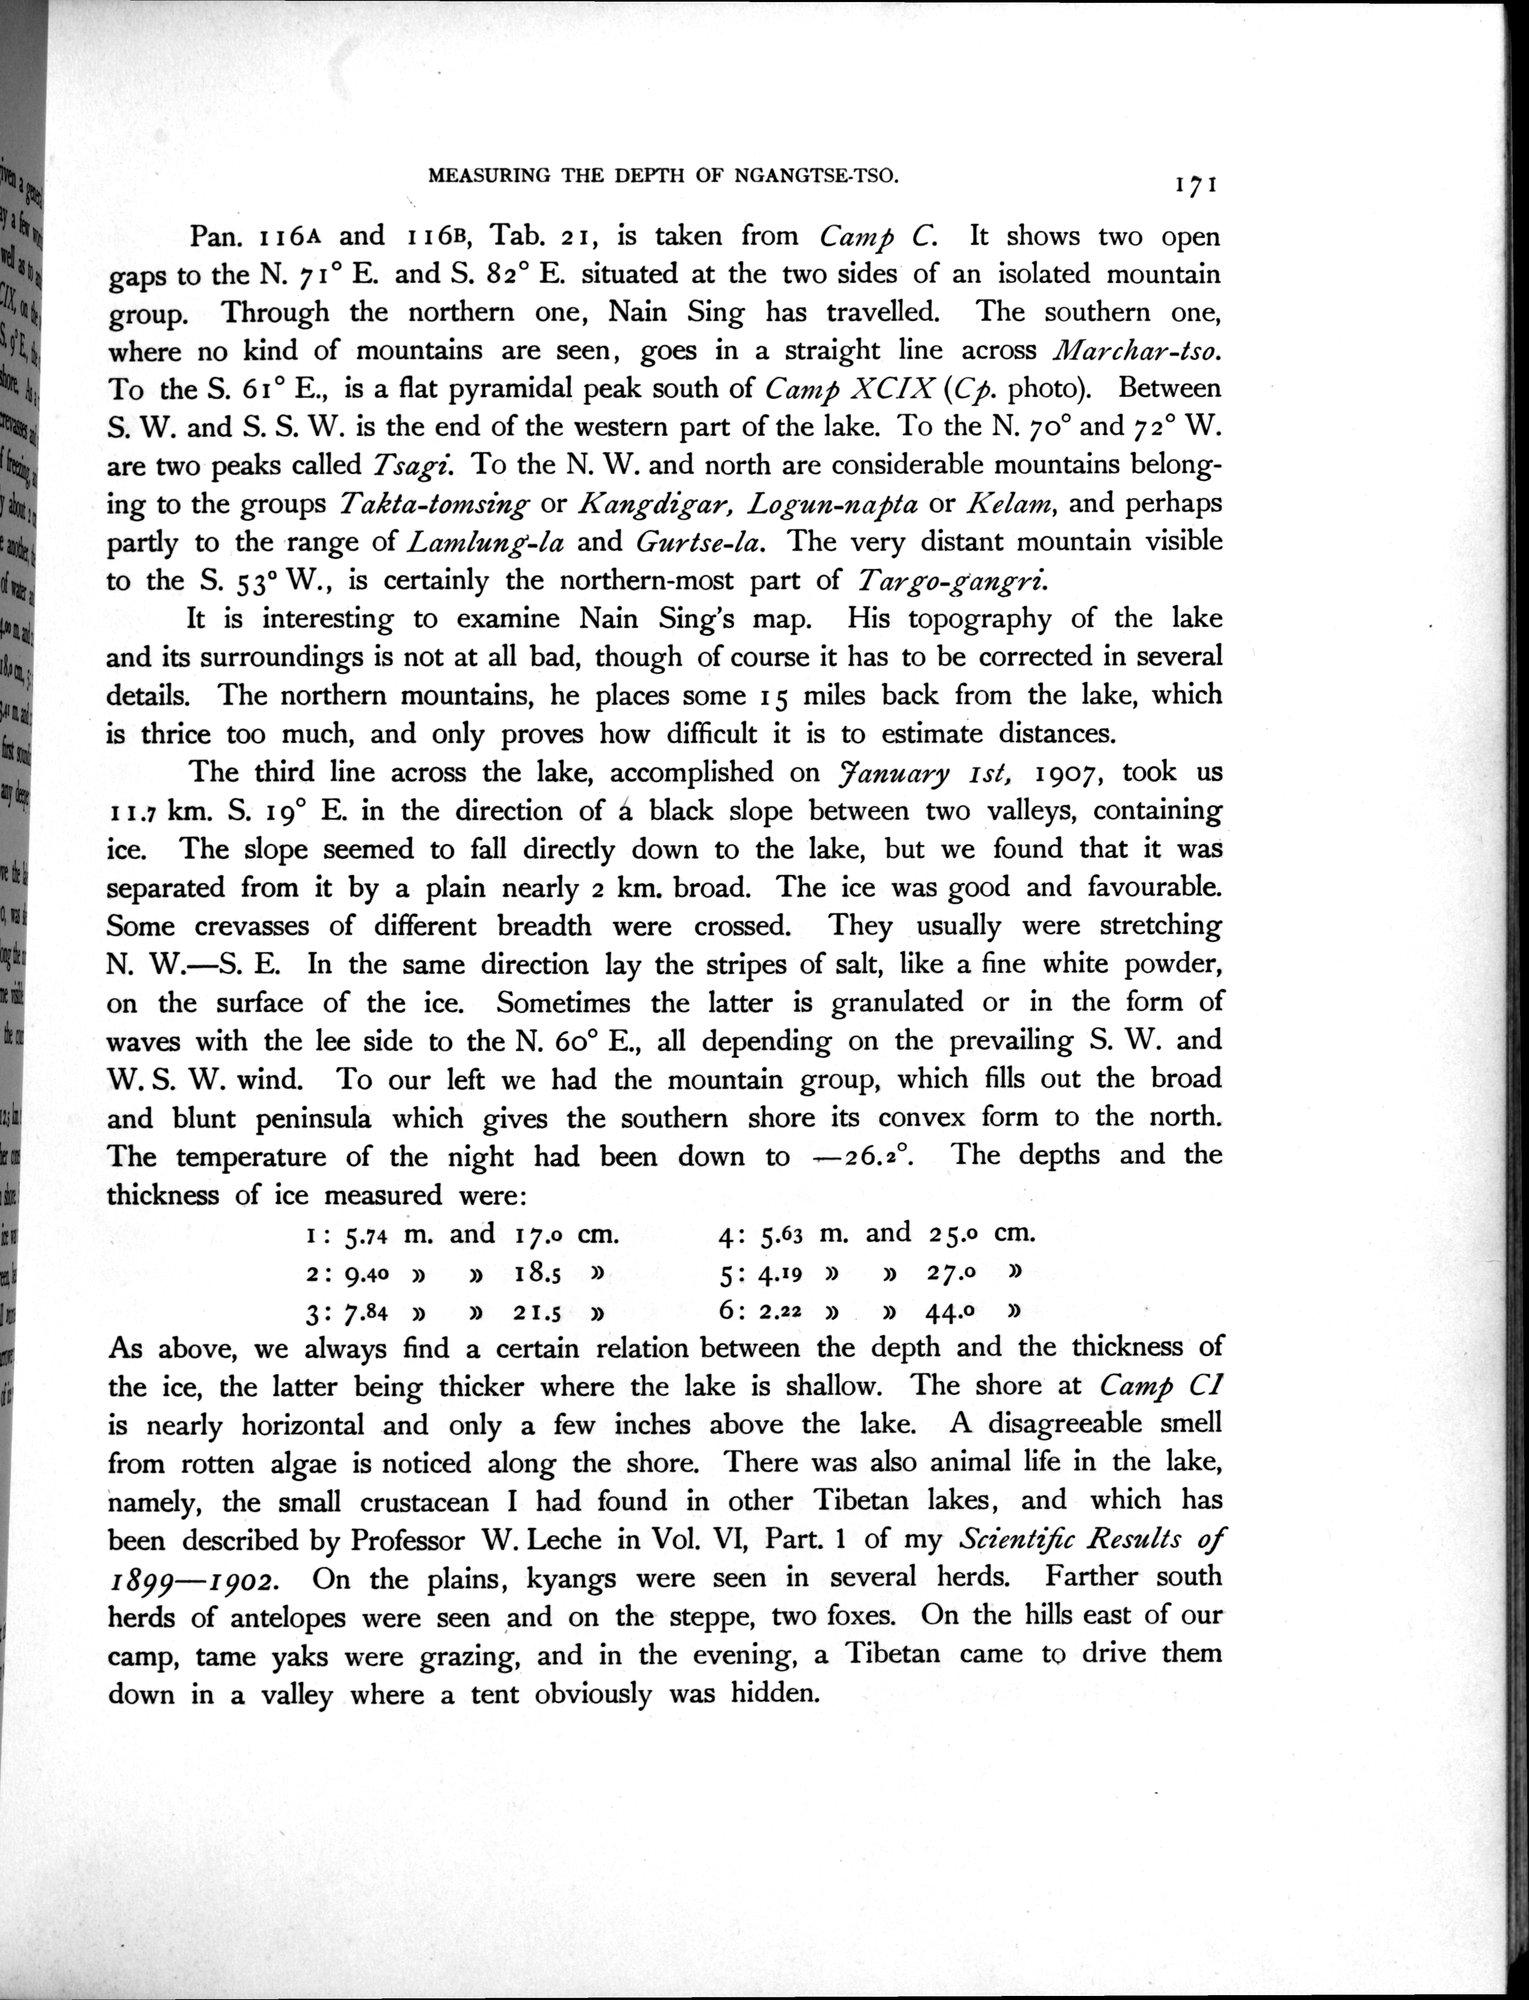 MEASURING THE DEPTH OF NGANGTSE-TSO.
171
Pan. 116A and 116B, Tab. 21, is taken from Camp C. It shows two open
gaps to the N. 71° E. and S. 82° E. situated at the two sides of an isolated mountain
group. Through the northern one, Nain Sing has travelled. The southern one,
where no kind of mountains are seen, goes in a straight line across Marchar-tso.
To the S. 61° E., is a flat pyramidal peak south of Camp XCIX (Cp. photo). Between
S. W. and S. S. W. is the end of the western part of the lake. To the N. 70° and 72° W.
are two peaks called Tsagi. To the N. W. and north are considerable mountains belong-
ing to the groups Takta-tomsing or Kangdigar, Logun-napta or Kelam, and perhaps
partly to the range of Lamlung-la and Gurtse-la. The very distant mountain visible
to the S. 53° W., is certainly the northern-most part of Targo-gangri.
It is interesting to examine Nain Sing's map. His topography of the lake
and its surroundings is not at all bad, though of course it has to be corrected in several
details. The northern mountains, he places some 15 miles back from the lake, which
is thrice too much, and only proves how difficult it is to estimate distances.
The third line across the lake, accomplished on January 1st, 1907, took us
11.7 km. S. 19° E. in the direction of a black slope between two valleys, containing
ice. The slope seemed to fall directly down to the lake, but we found that it was
separated from it by a plain nearly 2 km. broad. The ice was good and favourable.
Some crevasses of different breadth were crossed. They usually were stretching
N. W.—S. E. In the same direction lay the stripes of salt, like a fine white powder,
on the surface of the ice. Sometimes the latter is granulated or in the form of
waves with the lee side to the N. 60° E., all depending on the prevailing S. W. and
W. S. W. wind. To our left we had the mountain group, which fills out the broad
and blunt peninsula which gives the southern shore its convex form to the north.
The temperature of the night had been down to —26.2°. The depths and the
thickness of ice measured were:
1: 5.74 m. and 17.0 cm. 4: 5.63 m. and 25.0 cm.
2: 9.40 » » 18.5 » 5: 4.19 » » 27.0 »
3: 7.84 » » 21.5 » 6: 2.22 » » 44.0 »
As above, we always find a certain relation between the depth and the thickness of
the ice, the latter being thicker where the lake is shallow. The shore at Camp CI
is nearly horizontal and only a few inches above the lake. A disagreeable smell
from rotten algae is noticed along the shore. There was also animal life in the lake,
namely, the small crustacean I had found in other Tibetan lakes, and which has
been described by Professor W. Leche in Vol. VI, Part. 1 of my Scientific Results of
1899—1902. On the plains, kyangs were seen in several herds. Farther south
herds of antelopes were seen and on the steppe, two foxes. On the hills east of our
camp, tame yaks were grazing, and in the evening, a Tibetan came to drive them
down in a valley where a tent obviously was hidden.